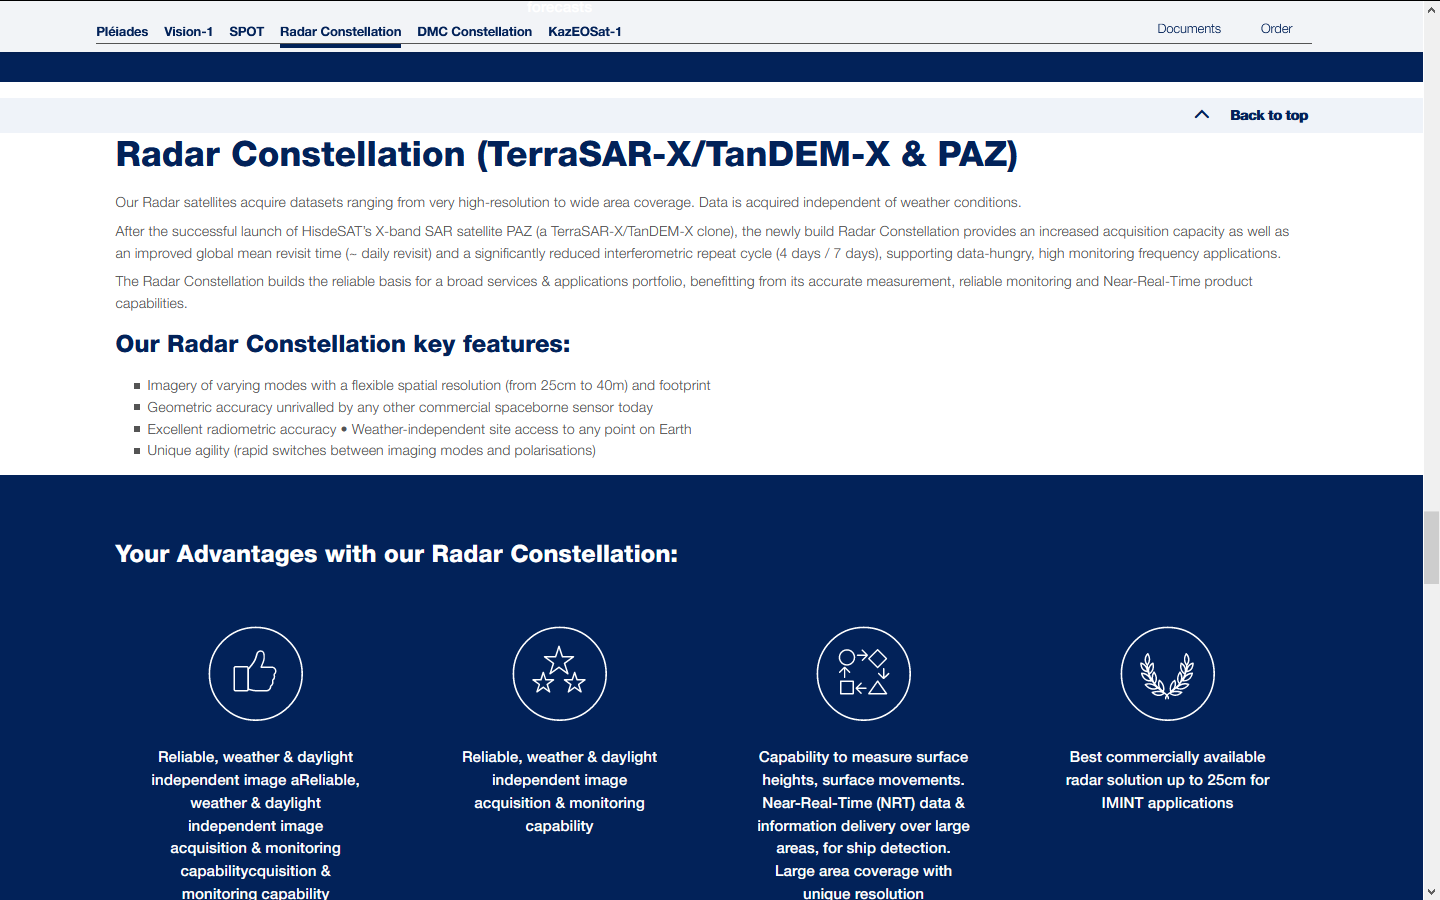 forecasts
Pléiades Vision-1 SPOT Radar Constellation DMC Constellation KazEOSat-1 Documents Order
Back to top
Radar Constellation (TerraSAR-X/TanDEM-X & PAZ)
Our Radar satellites acquire datasets ranging from very high-resolution to wide area coverage. Data is acquired independent of weather conditions.
After the successful launch of HisdeSAT's X-band SAR satellite PAZ (a TerraSAR-X/TanDEM-X clone), the newly build Radar Constellation provides an increased acquisition capacity as well as
an improved global mean revisit time (~ daily revisit) and a significantly reduced interferometric repeat cycle (4 days / 7 days), supporting data-hungry, high monitoring frequency applications.
The Radar Constellation builds the reliable basis for a broad services & applications portfolio, benefitting from its accurate measurement, reliable monitoring and Near-Real-Time product
capabilities.
Our Radar Constellation key features:
Imagery of varying modes with a flexible spatial resolution (from 25cm to 40m) and footprint
Geometric accuracy unrivalled by any other commercial spaceborne sensor today
Excellent radiometric accuracy • Weather-independent site access to any point on Earth
Unique agility (rapid switches between imaging modes and polarisations)
Your Advantages with our Radar Constellation:
Reliable, weather & daylight
independent image aReliable,
weather & daylight
independent image
acquisition & monitoring
capabilitycquisition &
monitoring capability
Reliable, weather & daylight
independent image
acquisition & monitoring
capability
Capability to measure surface
heights, surface movements.
Near-Real-Time (NRT) data &
information delivery over large
areas, for ship detection.
Large area coverage with
unique resolution
Best commercially available
radar solution up to 25cm for
IMINT applications